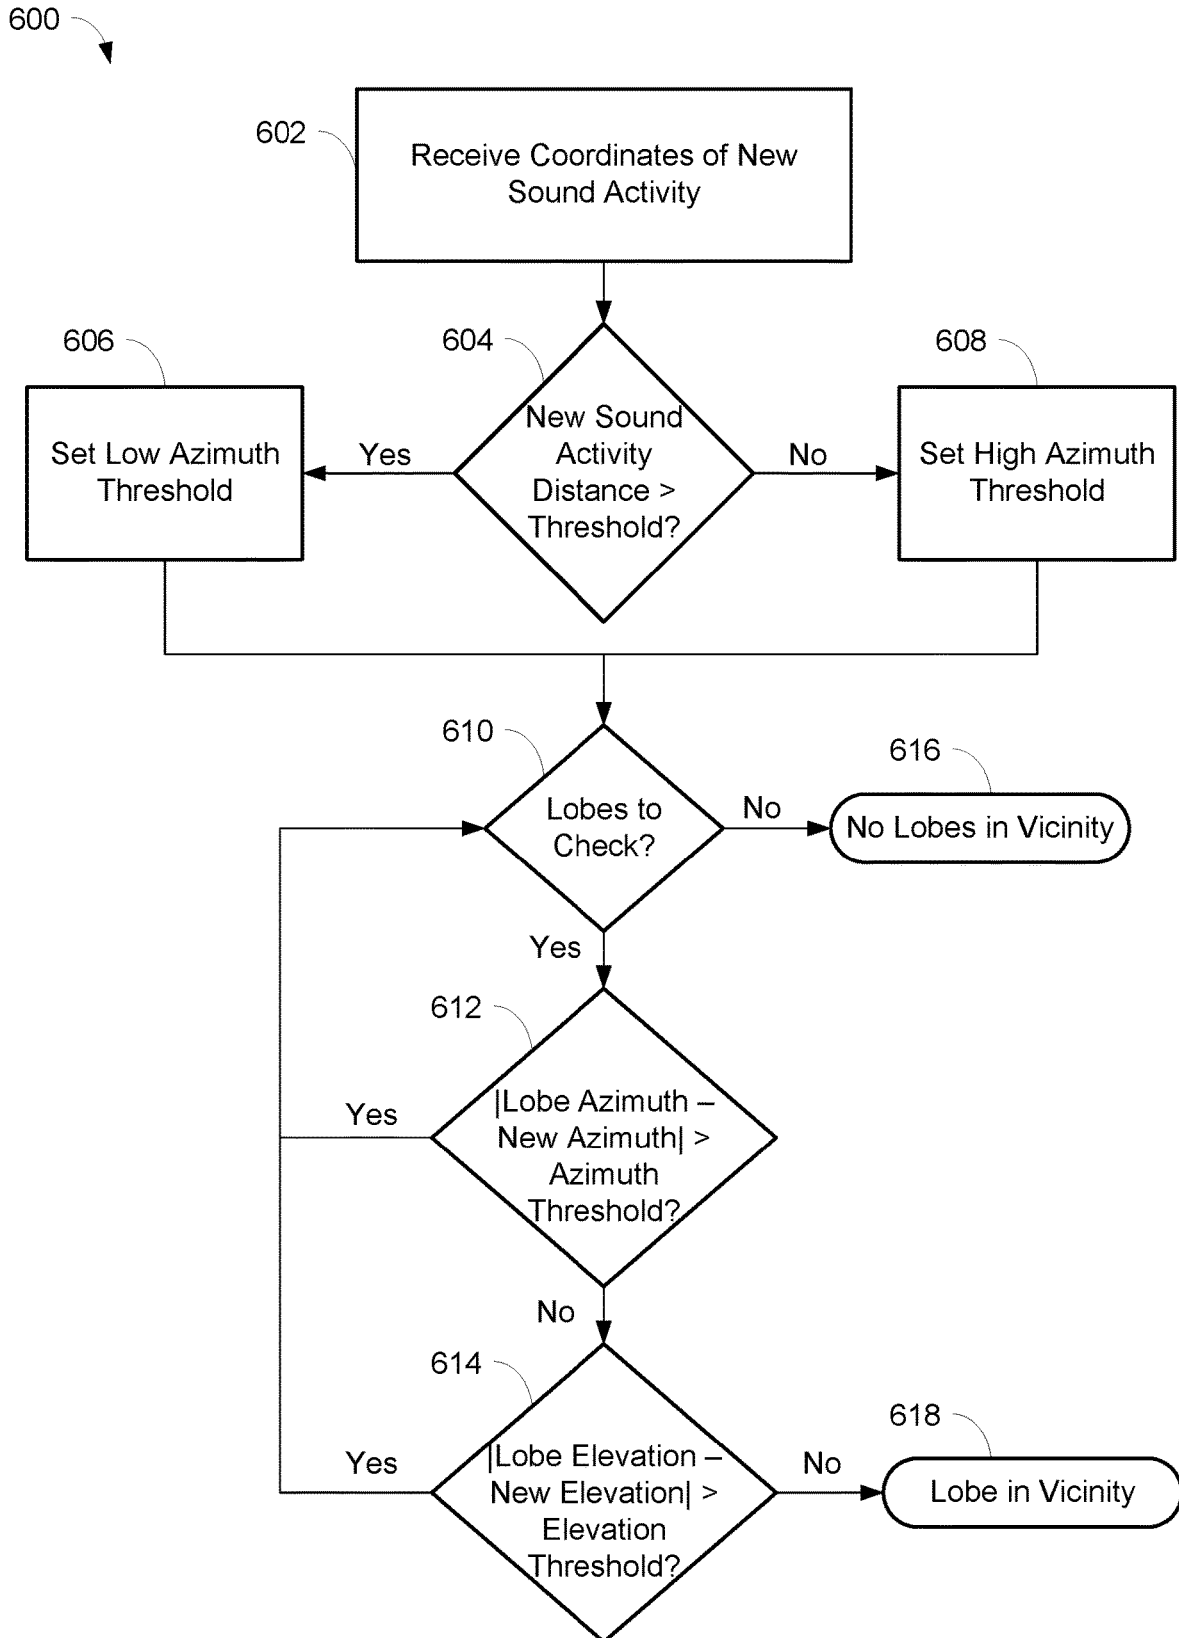 600
602
Receive Coordinates of New
Sound Activity
606
604
608
Set Low Azimuth
Threshold
Yes
New Sound
Activity
Distance >
Threshold?
No
Set High Azimuth
Threshold
610
Lobes to
Check?
No
616
No Lobes in Vicinity
Yes
612
|Lobe Azimuth –
New Azimuth| >
Azimuth
Threshold?
Yes
No
614
|Lobe Elevation –
New Elevation| >
Elevation
Threshold?
Yes
No
618
Lobe in Vicinity